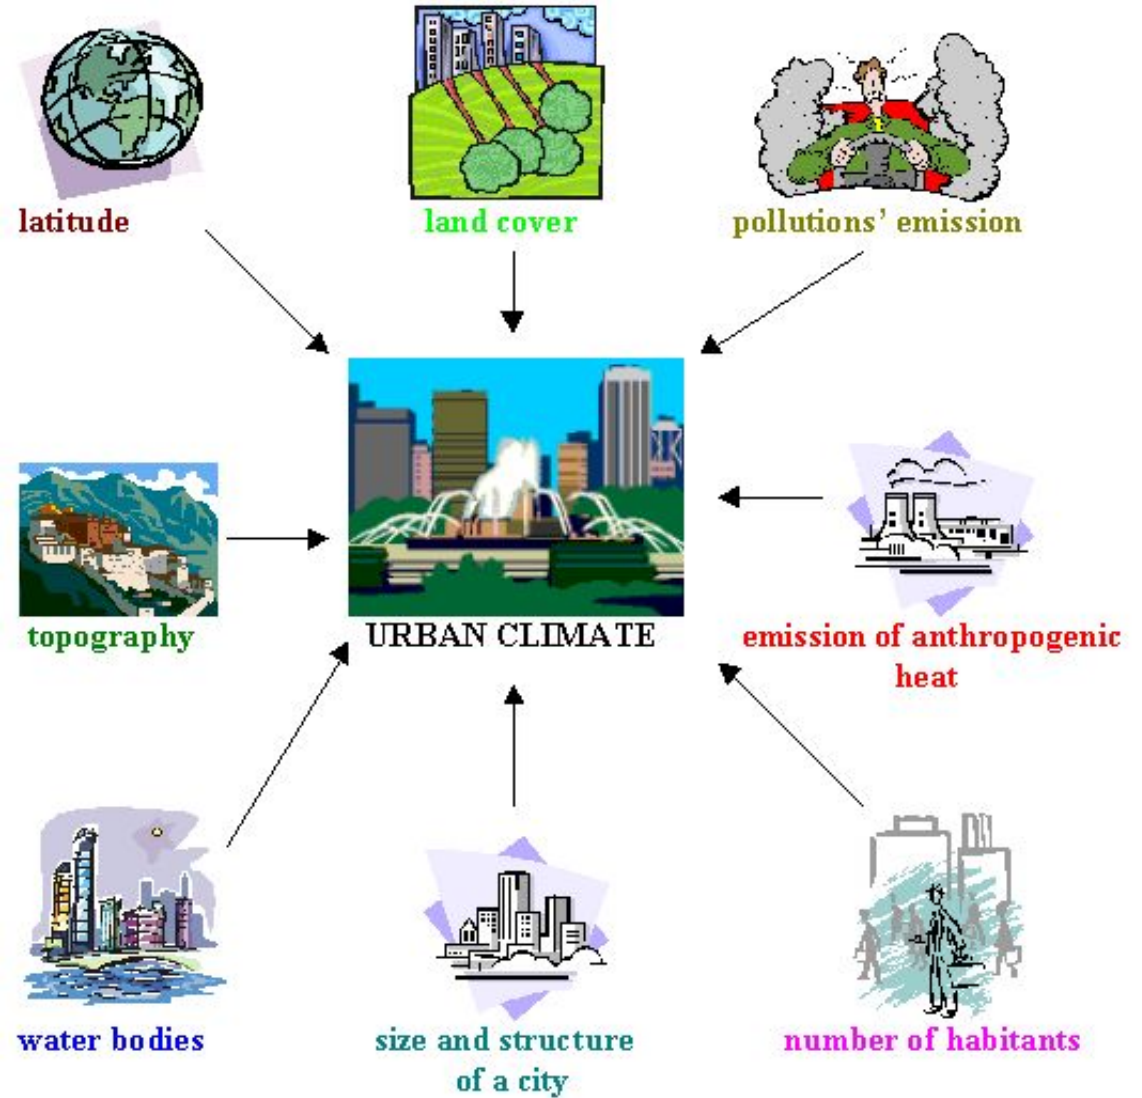 latitude
land cover
pollutions' emission
topography
URBAN CLIMATE
emission of anthropogenic
heat
water bodies
size and structure
of a city
number of habitants